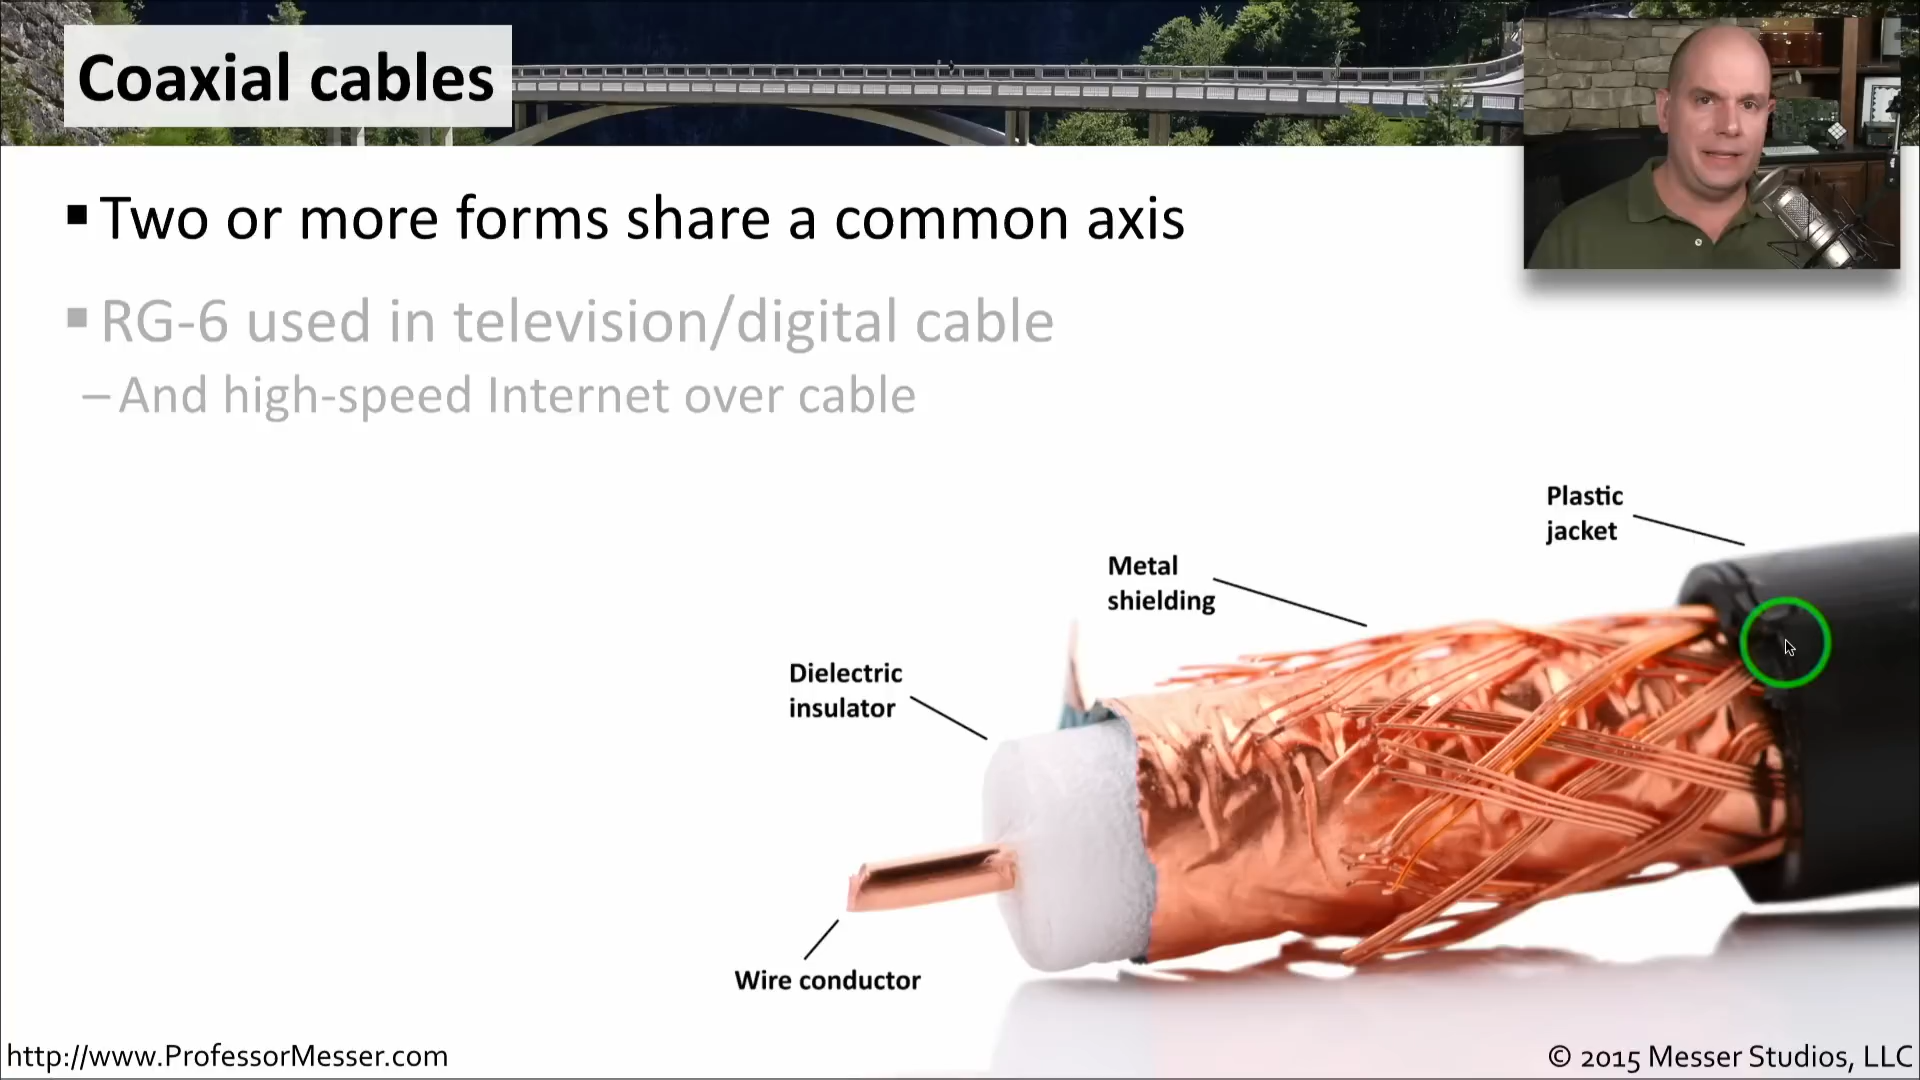 Coaxial cables
▪ Two or more forms share a common axis
▪ RG-6 used in television/digital cable
– And high-speed Internet over cable
Plastic
jacket
Metal
shielding
Dielectric
insulator
Wire conductor
http://www.ProfessorMesser.com
© 2015 Messer Studios, LLC